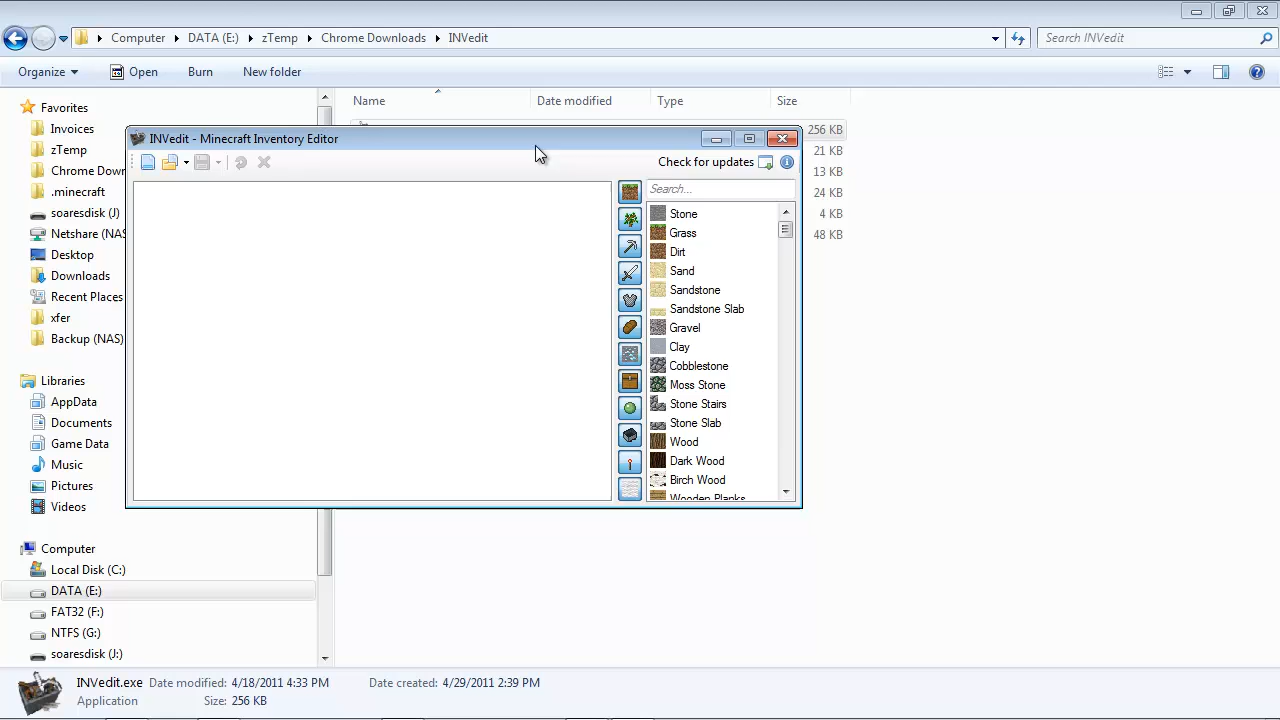 Computer DATA (E:) zTemp Chrome Downloads INVedit
Search INVedit
Organize Open Burn New folder
Name Date modified Type Size
Favorites
Invoices
zTemp
Chrome Down
.minecraft
soaresdisk (J)
Netshare (NAS
Desktop
Downloads
Recent Places
xfer
Backup (NAS)
Libraries
AppData
Documents
Game Data
Music
Pictures
Videos
Computer
Local Disk (C:)
DATA (E:)
FAT32 (F:)
NTFS (G:)
soaresdisk (J:)
256 KB
21 KB
13 KB
24 KB
4 KB
48 KB
INVedit - Minecraft Inventory Editor
Check for updates
Search...
Stone
Grass
Dirt
Sand
Sandstone
Sandstone Slab
Gravel
Clay
Cobblestone
Moss Stone
Stone Stairs
Stone Slab
Wood
Dark Wood
Birch Wood
Wooden Planks
INVedit.exe Date modified: 4/18/2011 4:33 PM Date created: 4/29/2011 2:39 PM
Application Size: 256 KB